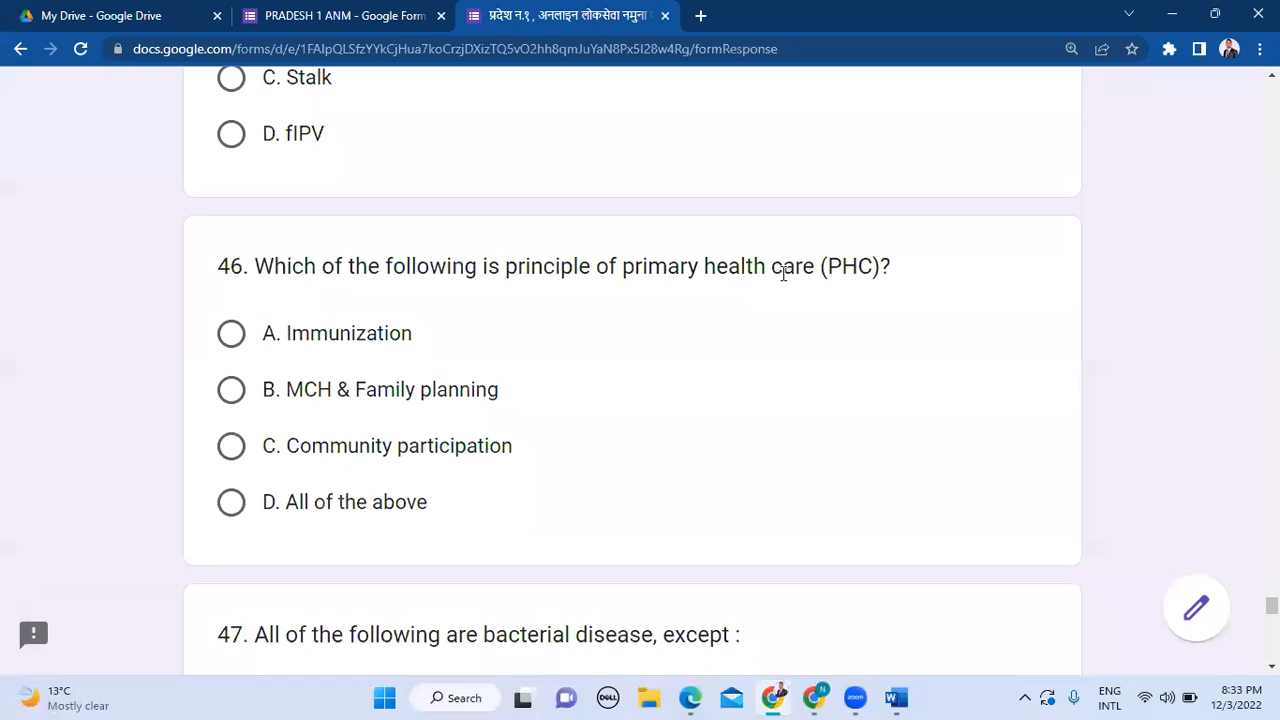 My Drive - Google Drive
PRADESH 1 ANM - Google Form
प्रदेश न.१, अनलाइन लोकसेवा नमुना
docs.google.com/forms/d/e/1FAIpQLSfzYYkCjHua7koCrzjDXizTQ5vO2hh8qmJuYaN8Px5I28w4Rg/formResponse
C. Stalk
D. fIPV
46. Which of the following is principle of primary health care (PHC)?
A. Immunization
B. MCH & Family planning
C. Community participation
D. All of the above
47. All of the following are bacterial disease, except :
13°C
Mostly clear
Search
DELL
N
zoom
ENG
INTL
8:33 PM
12/3/2022